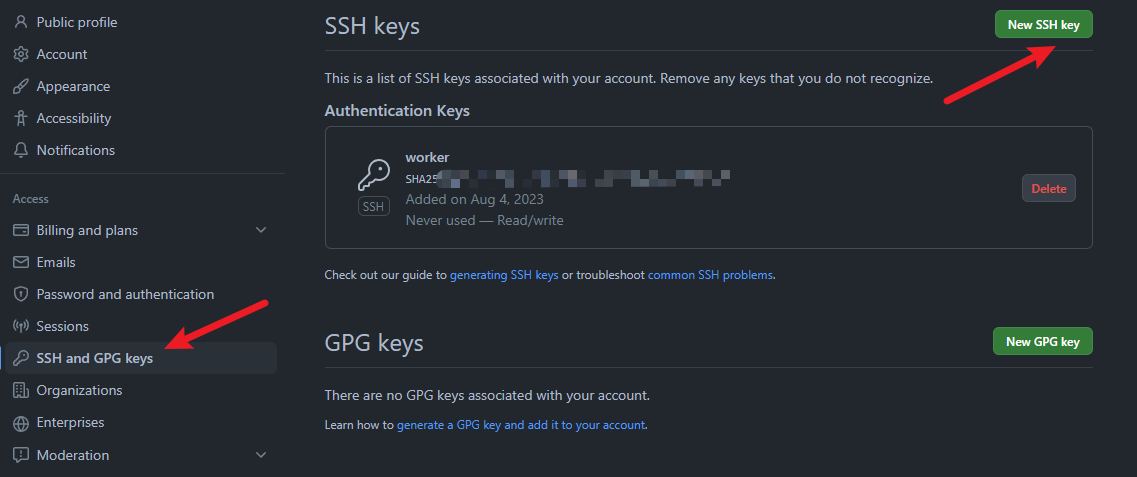 Public profile
Account
Appearance
Accessibility
Notifications
Access
Billing and plans
Emails
Password and authentication
Sessions
SSH and GPG keys
Organizations
Enterprises
Moderation
SSH keys
New SSH key
This is a list of SSH keys associated with your account. Remove any keys that you do not recognize.
Authentication Keys
worker
SHA25
SSH
Added on Aug 4, 2023
Never used — Read/write
Delete
Check out our guide to generating SSH keys or troubleshoot common SSH problems.
GPG keys
New GPG key
There are no GPG keys associated with your account.
Learn how to generate a GPG key and add it to your account.